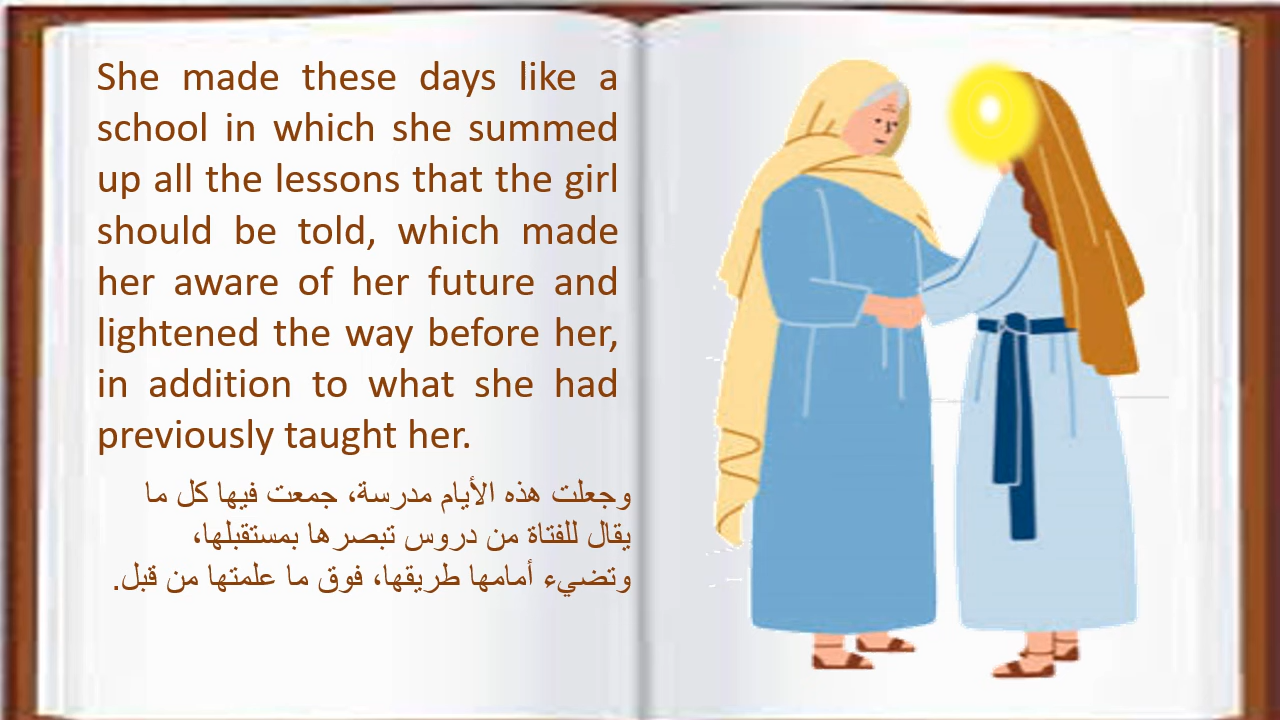 She made these days like a
school in which she summed
up all the lessons that the girl
should be told, which made
her aware of her future and
lightened the way before her,
in addition to what she had
previously taught her.
وجعلت هذه الأيام مدرسة، جمعت فيها كل ما
يقال للفتاة من دروس تبصرها بمستقبلها،
وتضيء أمامها طريقها، فوق ما علمتها من قبل.